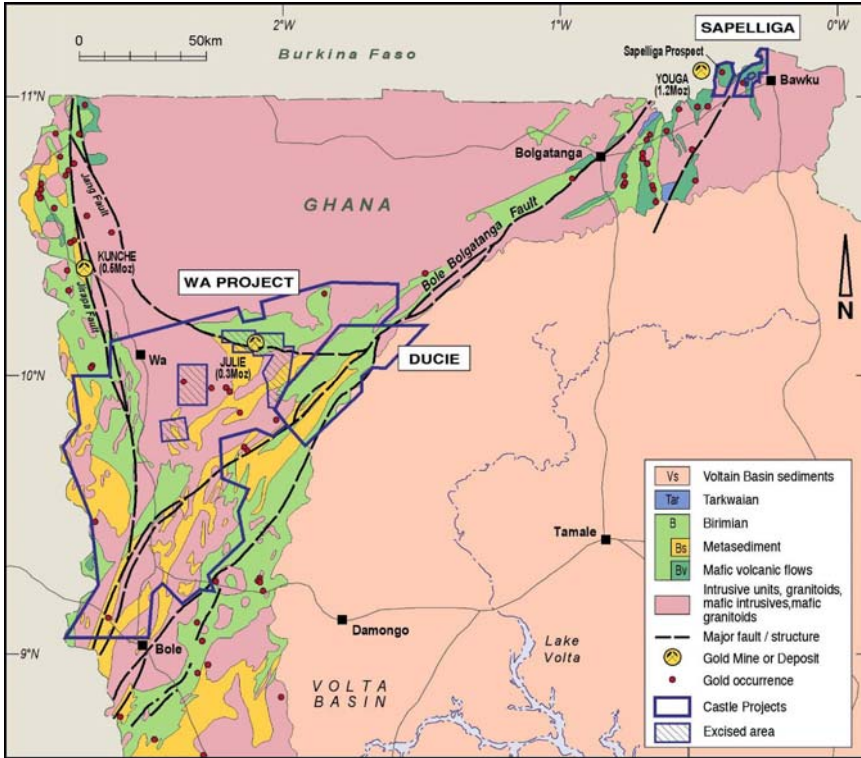 2°W
1°W
0°W
0
50km
Burkina Faso
SAPELLIGA
Sapelliga Prospect
YOUGA
(1.2Moz)
Bawku
11°N
Bolgatanga
Jang Fault
GHANA
Bole Bolgatanga Fault
KUNCHE
(0.5Moz)
Jirapa Fault
WA PROJECT
N
Wa
JULIE
(0.3Moz)
DUCIE
10°N
Tamale
Damongo
Lake
Volta
9°N
Bole
VOLTA
BASIN
Vs Voltain Basin sediments
Tar Tarkwaian
B Birimian
Bs Metasediment
Bv Mafic volcanic flows
Intrusive units, granitoids,
mafic intrusives,mafic
granitoids
Major fault / structure
Gold Mine or Deposit
Gold occurrence
Castle Projects
Excised area